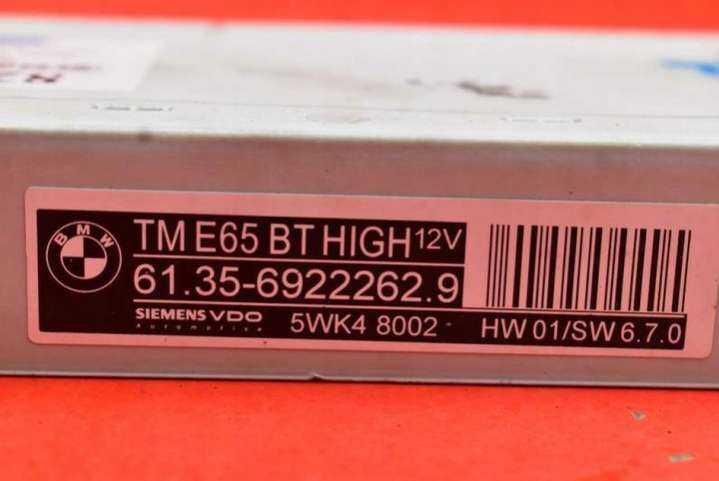 BMW
TM E65 BT HIGH 12V
61.35-6922262.9
SIEMENS VDO
Automotive
5WK4 8002
HW 01/SW 6.7.0